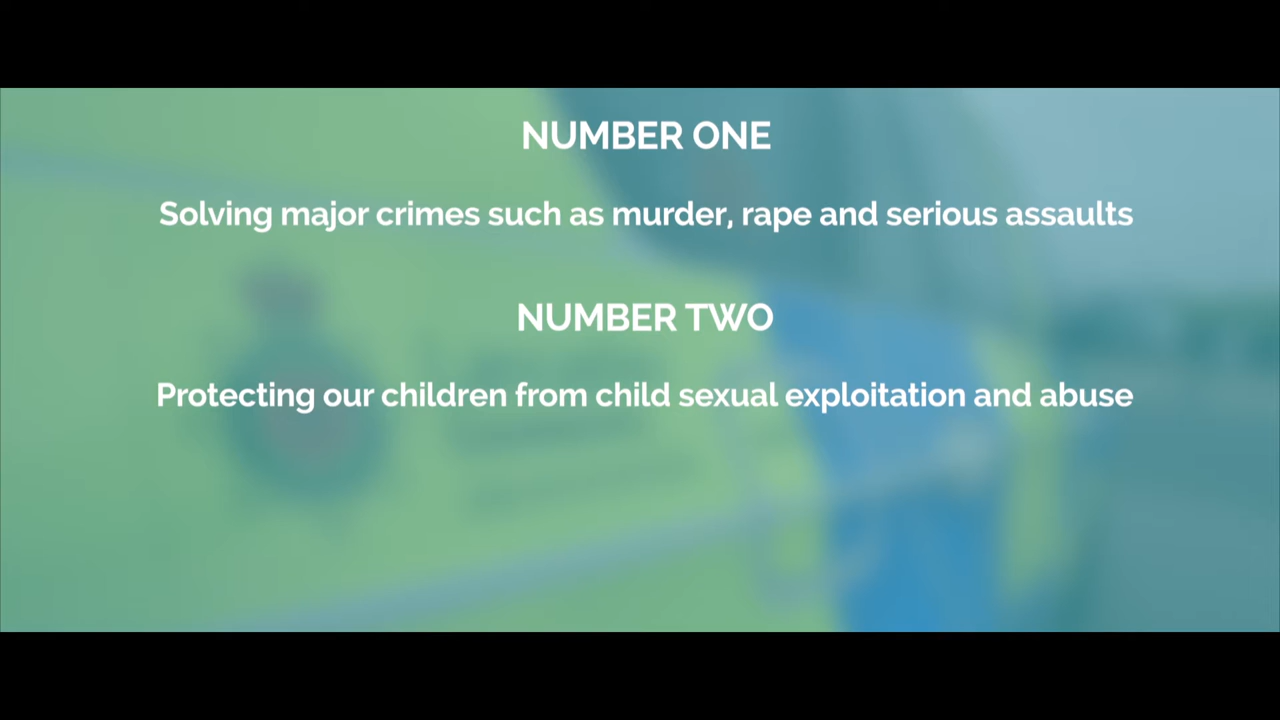 NUMBER ONE
Solving major crimes such as murder, rape and serious assaults
NUMBER TWO
Protecting our children from child sexual exploitation and abuse